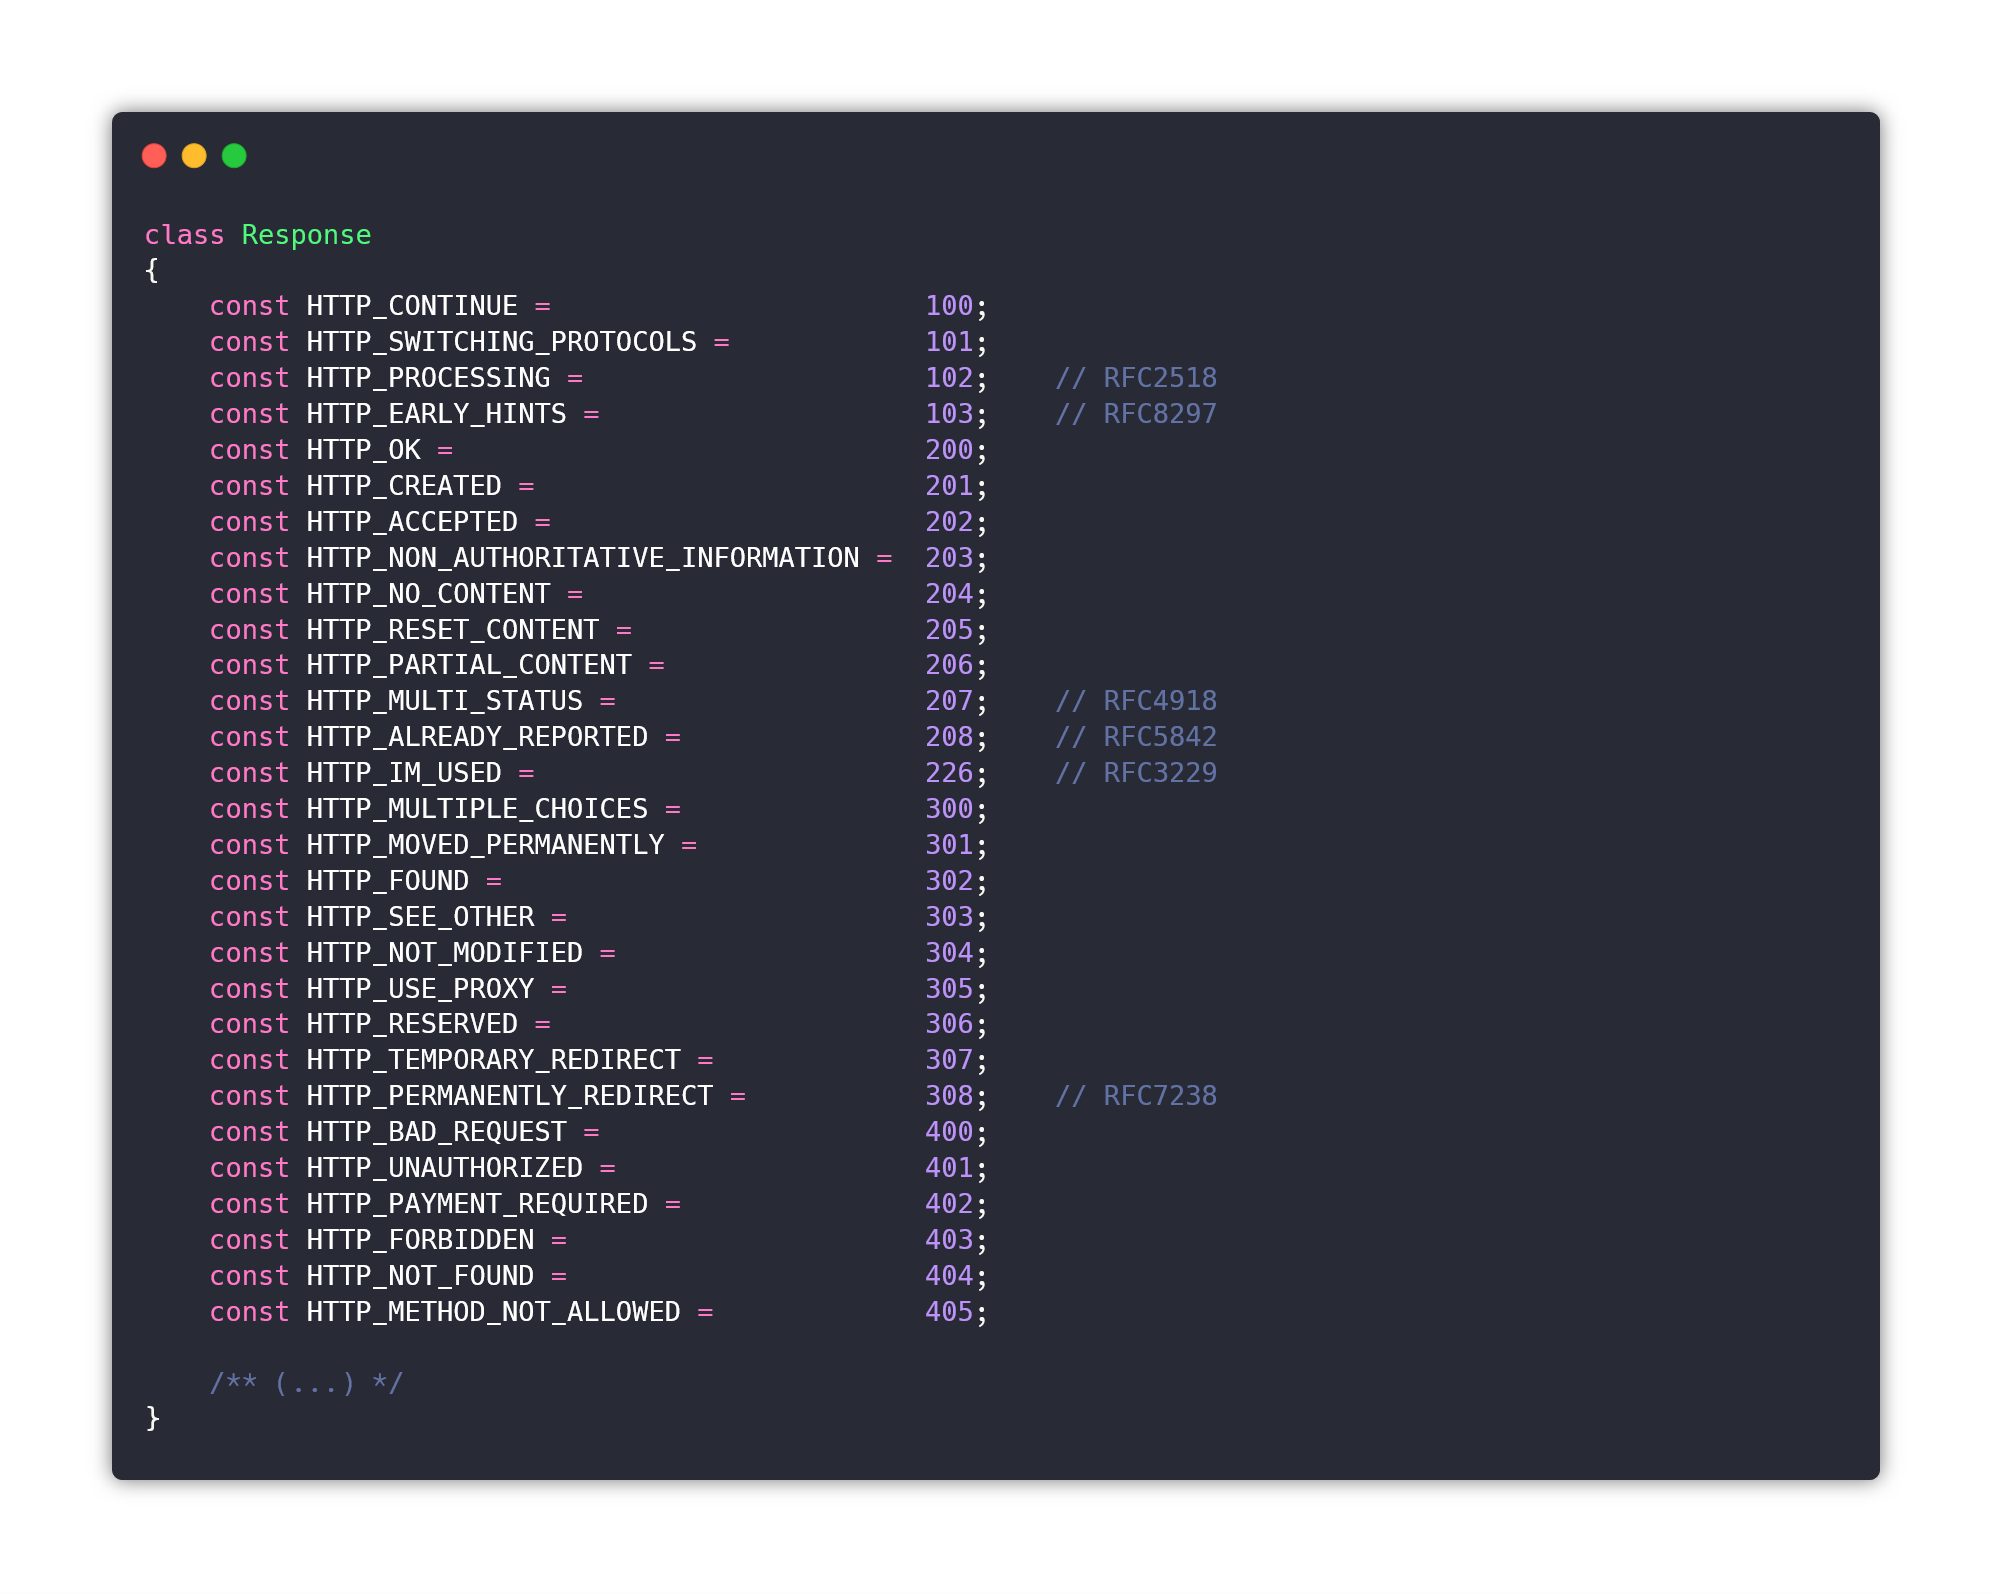 class Response
{
    const HTTP_CONTINUE =                       100;
    const HTTP_SWITCHING_PROTOCOLS =            101;
    const HTTP_PROCESSING =                     102;    // RFC2518
    const HTTP_EARLY_HINTS =                    103;    // RFC8297
    const HTTP_OK =                             200;
    const HTTP_CREATED =                        201;
    const HTTP_ACCEPTED =                       202;
    const HTTP_NON_AUTHORITATIVE_INFORMATION =  203;
    const HTTP_NO_CONTENT =                     204;
    const HTTP_RESET_CONTENT =                  205;
    const HTTP_PARTIAL_CONTENT =                206;
    const HTTP_MULTI_STATUS =                   207;    // RFC4918
    const HTTP_ALREADY_REPORTED =               208;    // RFC5842
    const HTTP_IM_USED =                        226;    // RFC3229
    const HTTP_MULTIPLE_CHOICES =               300;
    const HTTP_MOVED_PERMANENTLY =              301;
    const HTTP_FOUND =                          302;
    const HTTP_SEE_OTHER =                      303;
    const HTTP_NOT_MODIFIED =                   304;
    const HTTP_USE_PROXY =                      305;
    const HTTP_RESERVED =                       306;
    const HTTP_TEMPORARY_REDIRECT =             307;
    const HTTP_PERMANENTLY_REDIRECT =           308;    // RFC7238
    const HTTP_BAD_REQUEST =                    400;
    const HTTP_UNAUTHORIZED =                   401;
    const HTTP_PAYMENT_REQUIRED =               402;
    const HTTP_FORBIDDEN =                      403;
    const HTTP_NOT_FOUND =                      404;
    const HTTP_METHOD_NOT_ALLOWED =             405;

    /** (...) */
}